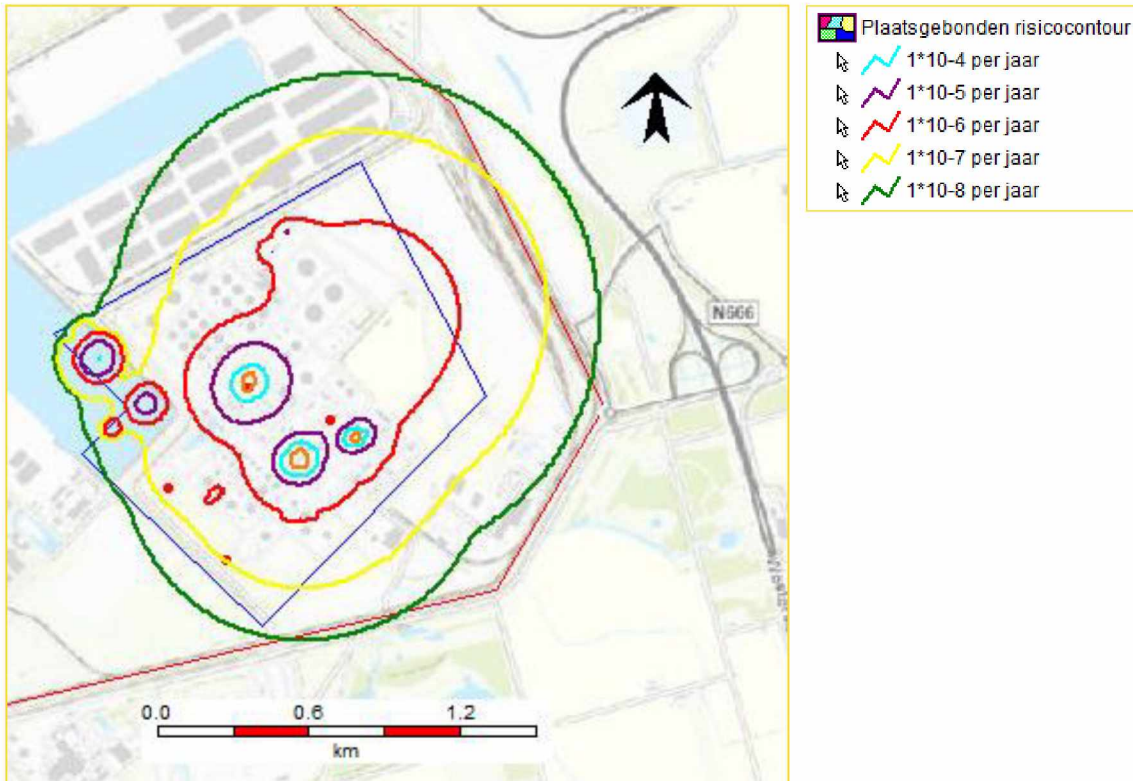 Plaatsgebonden risicocontour
1*10-4 per jaar
1*10-5 per jaar
1*10-6 per jaar
1*10-7 per jaar
1*10-8 per jaar
N666
0.0 0.6 1.2
km